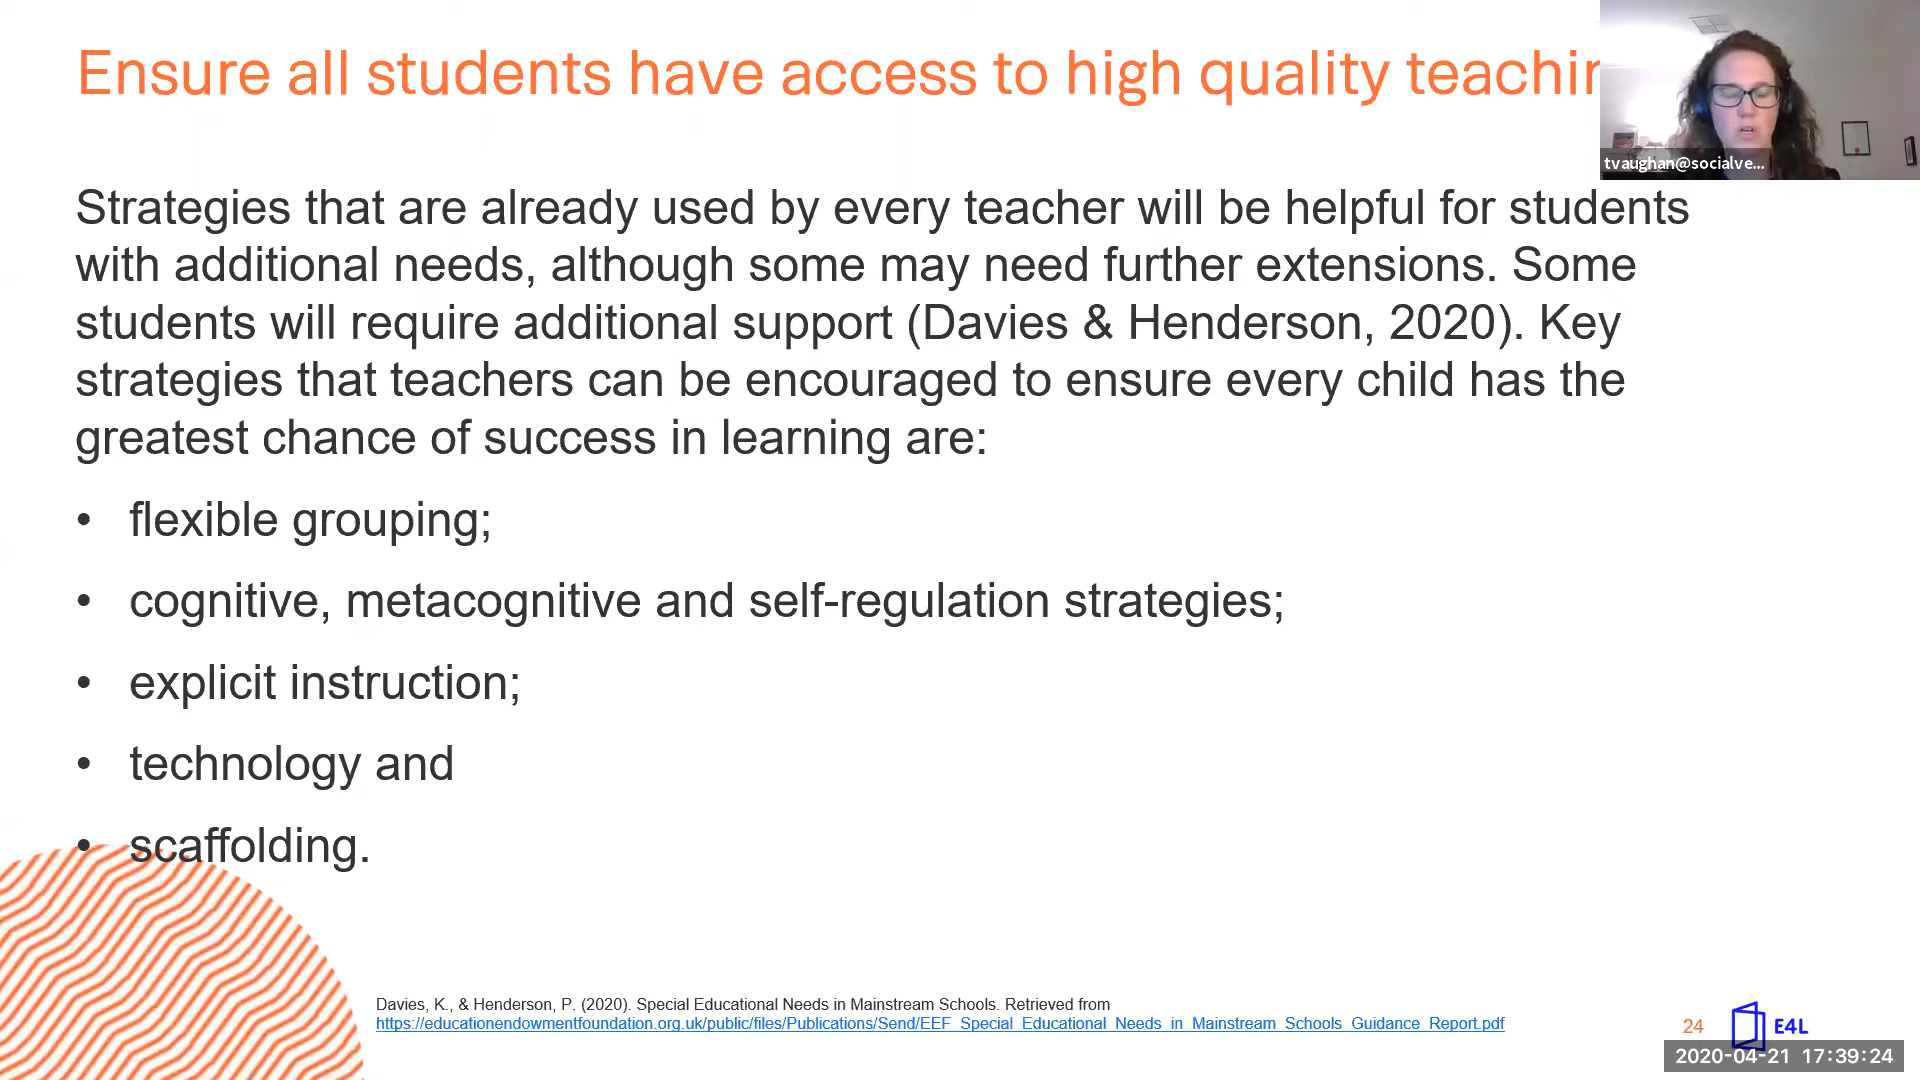 Ensure all students have access to high quality teachin
tvaughan@socialve...
Strategies that are already used by every teacher will be helpful for students
with additional needs, although some may need further extensions. Some
students will require additional support (Davies & Henderson, 2020). Key
strategies that teachers can be encouraged to ensure every child has the
greatest chance of success in learning are:
• flexible grouping;
• cognitive, metacognitive and self-regulation strategies;
• explicit instruction;
• technology and
• scaffolding.
Davies, K., & Henderson, P. (2020). Special Educational Needs in Mainstream Schools. Retrieved from
https://educationendowmentfoundation.org.uk/public/files/Publications/Send/EEF_Special_Educational_Needs_in_Mainstream_Schools_Guidance_Report.pdf
24
E4L
2020-04-21 17:39:24